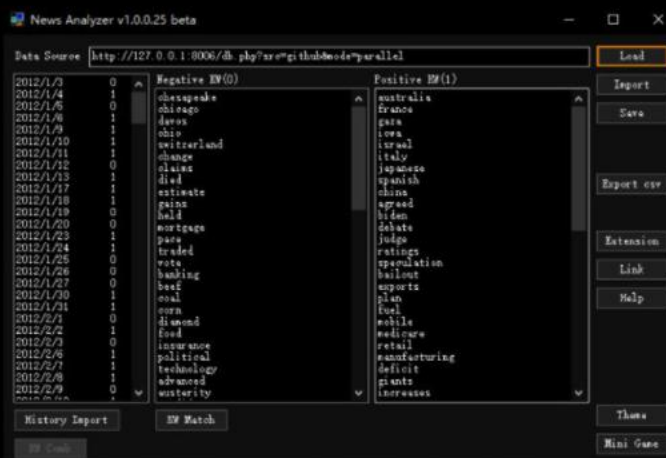 News Analyzer v1.0.0.25 beta
Data Source http://127.0.0.1:8006/db.php?src=github&mode=parallel
Load
Import
Save
Export csv
Extension
Link
Help
Theme
Mini Game
2012/1/3 0
2012/1/4 1
2012/1/5 0
2012/1/6 1
2012/1/9 1
2012/1/10 1
2012/1/11 1
2012/1/12 0
2012/1/13 1
2012/1/17 1
2012/1/18 1
2012/1/19 0
2012/1/20 0
2012/1/23 1
2012/1/24 1
2012/1/25 0
2012/1/26 0
2012/1/27 0
2012/1/30 1
2012/1/31 1
2012/2/1 0
2012/2/2 1
2012/2/3 0
2012/2/6 1
2012/2/7 1
2012/2/8 1
2012/2/9 0
Negative KW(0)
chesapeake
chicago
davos
ohio
switzerland
change
claims
died
estimate
gains
held
mortgage
pace
traded
vote
banking
beef
coal
corn
diamond
food
insurance
political
technology
advanced
austerity
Positive KW(1)
australia
france
gaza
iowa
israel
italy
japanese
spanish
china
agreed
biden
debate
judge
ratings
speculation
bailout
exports
plan
fuel
mobile
medicare
retail
manufacturing
deficit
giants
increases
History Import
KW Match
KW Comb